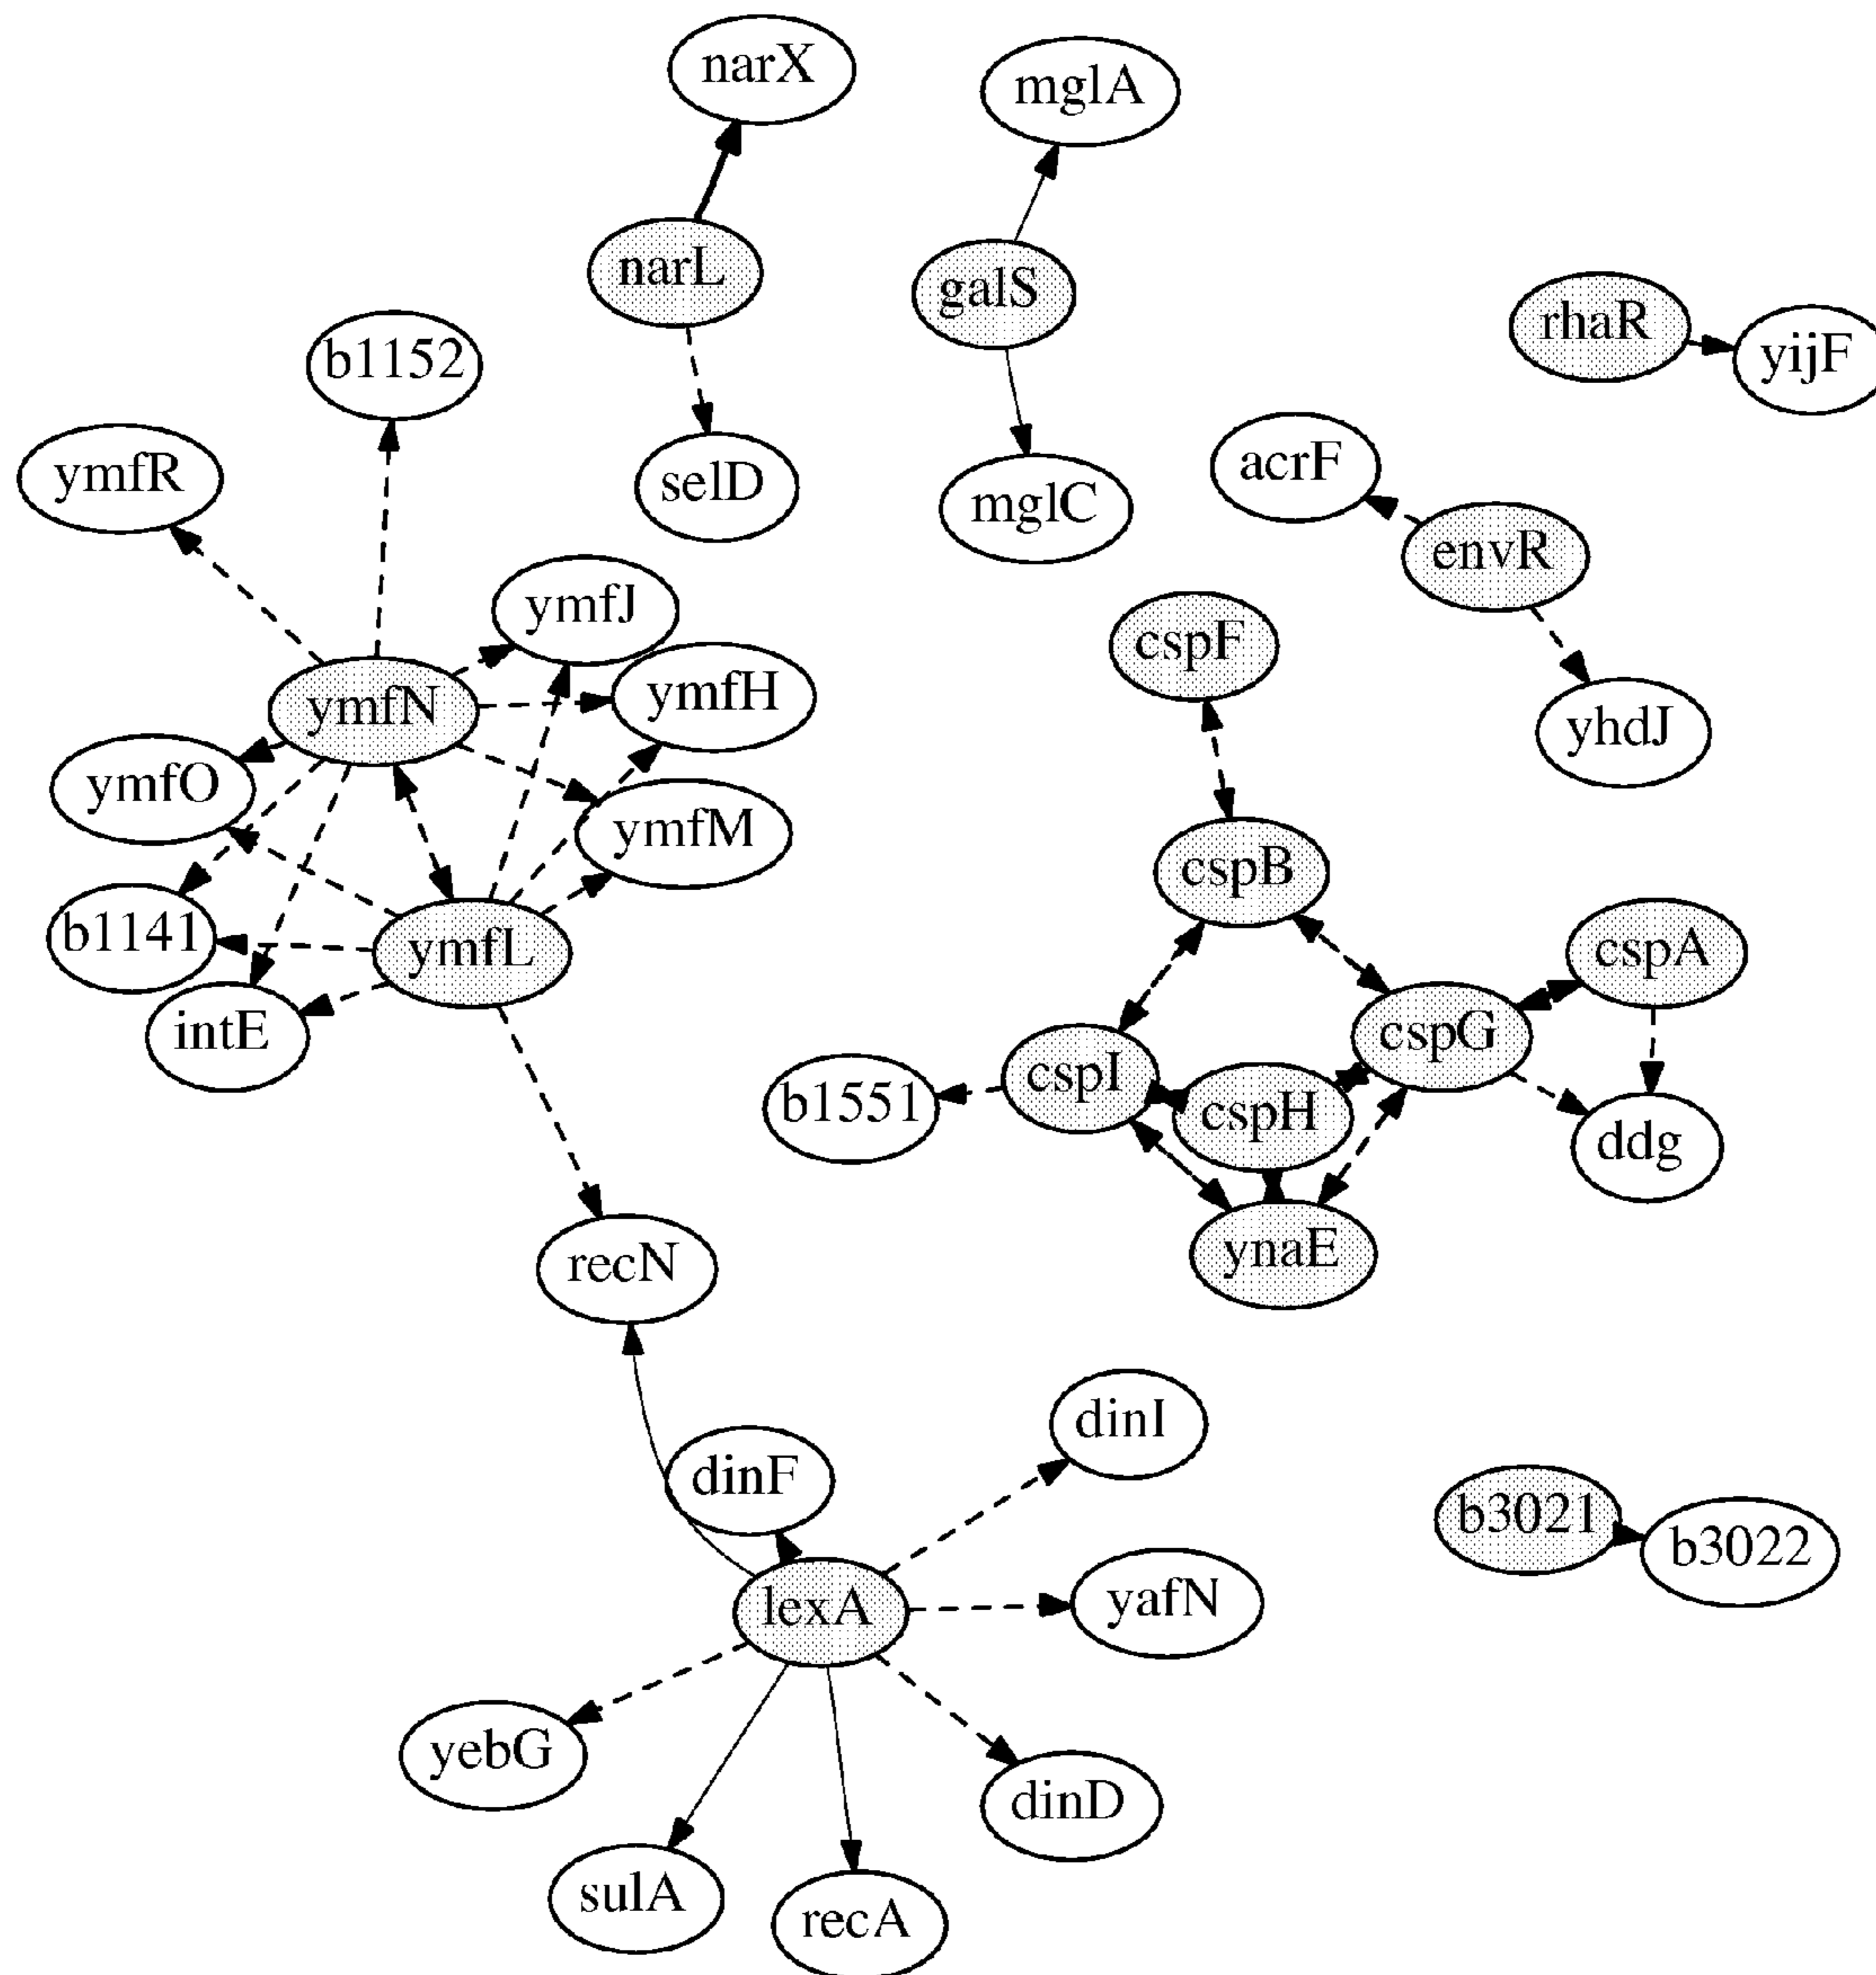 narX
mglA
narL
galS
rhaR
yijF
b1152
ymfR
selD
mglC
acrF
envR
ymfJ
cspF
ymfN
ymfH
yhdJ
ymfO
ymfM
cspB
b1141
ymfL
cspA
intE
cspG
cspI
b1551
cspH
ddg
recN
ynaE
dinI
dinF
b3021
b3022
lexA
yafN
yebG
dinD
sulA
recA